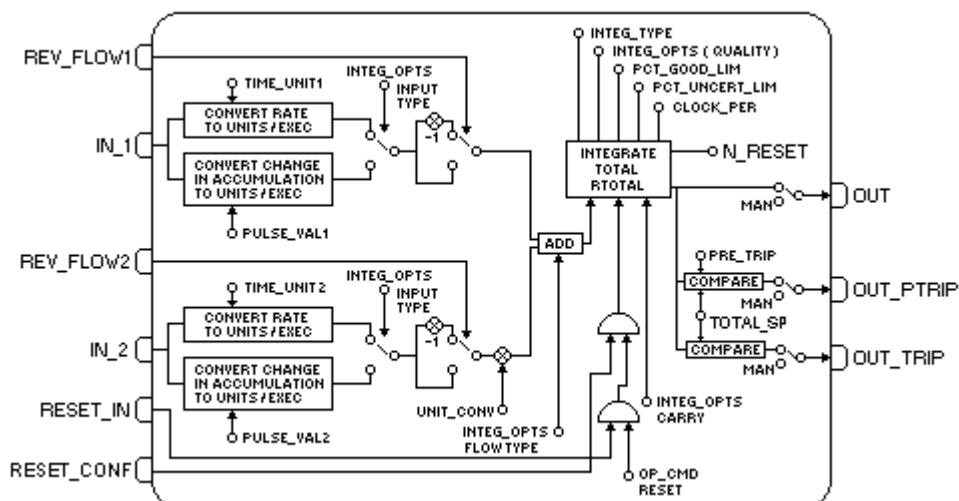 INTEG_TYPE
INTEG_OPTS ( QUALITY)
PCT_GOOD_LIM
PCT_UNCERT_LIM
CLOCK_PER
REV_FLOW1
TIME_UNIT1
INTEG_OPTS
INPUT
TYPE
CONVERT RATE
TO UNITS / EXEC
-1
IN_1
CONVERT CHANGE
IN ACCUMULATION
TO UNITS / EXEC
PULSE_VAL1
INTEGRATE
TOTAL
RTOTAL
N_RESET
MAN
OUT
ADD
REV_FLOW2
TIME_UNIT2
INTEG_OPTS
INPUT
TYPE
CONVERT RATE
TO UNITS / EXEC
-1
IN_2
CONVERT CHANGE
IN ACCUMULATION
TO UNITS / EXEC
PULSE_VAL2
UNIT_CONV
INTEG_OPTS
FLOW TYPE
PRE_TRIP
COMPARE
MAN
OUT_PTRIP
TOTAL_SP
COMPARE
MAN
OUT_TRIP
RESET_IN
INTEG_OPTS
CARRY
RESET_CONF
OP_CMD
RESET